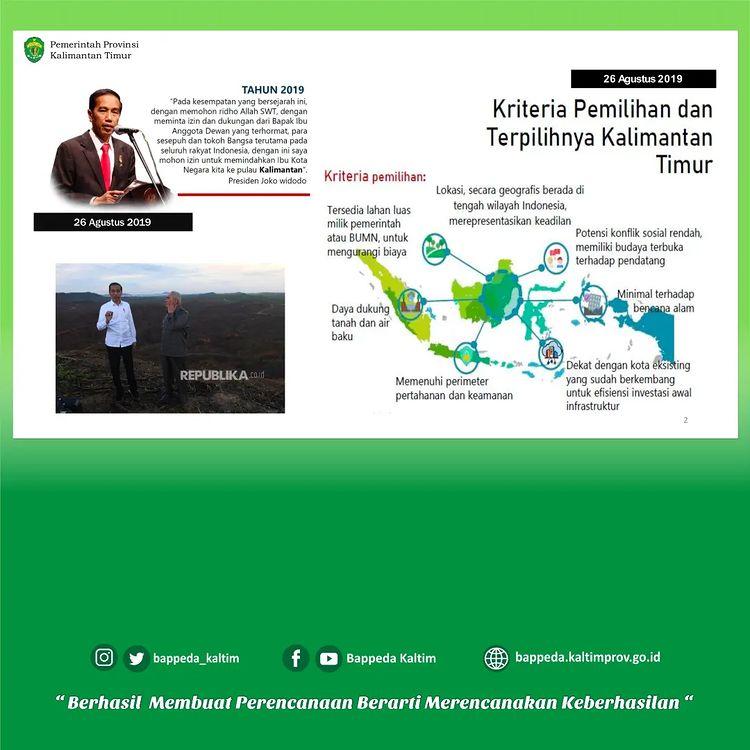 Pemerintah Provinsi
Kalimantan Timur
TAHUN 2019
"Pada kesempatan yang bersejarah ini,
dengan memohon ridho Allah SWT, dengan
meminta izin dan dukungan dari Bapak Ibu
Anggota Dewan yang terhormat, para
sesepuh dan tokoh Bangsa terutama pada
seluruh rakyat Indonesia, dengan ini saya
mohon izin untuk memindahkan Ibu Kota
Negara kita ke pulau Kalimantan".
Presiden Joko widodo
26 Agustus 2019
REPUBLIKA.co.id
26 Agustus 2019
Kriteria Pemilihan dan
Terpilihnya Kalimantan
Timur
Kriteria pemilihan:
Lokasi, secara geografis berada di
tengah wilayah Indonesia,
merepresentasikan keadilan
Tersedia lahan luas
milik pemerintah
atau BUMN, untuk
mengurangi biaya
Potensi konflik sosial rendah,
memiliki budaya terbuka
terhadap pendatang
Daya dukung
tanah dan air
baku
Minimal terhadap
bencana alam
Memenuhi perimeter
pertahanan dan keamanan
Dekat dengan kota eksisting
yang sudah berkembang
untuk efisiensi investasi awal
infrastruktur
2
bappeda_kaltim
Bappeda Kaltim
bappeda.kaltimprov.go.id
" Berhasil Membuat Perencanaan Berarti Merencanakan Keberhasilan "